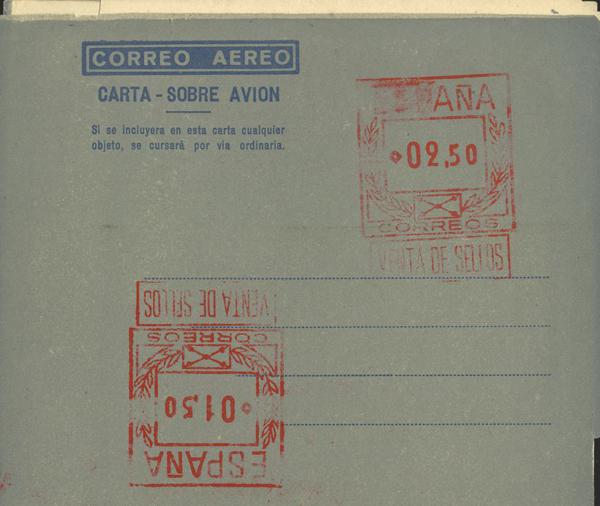 CORREO AEREO
CARTA - SOBRE AVION
Si se incluyera en esta carta cualquier
objeto, se cursará por via ordinaria.
ESPAÑA
02,50
CORREOS
VENTA DE SELLOS
VENTA DE SELLOS
CORREOS
01,50
ESPAÑA